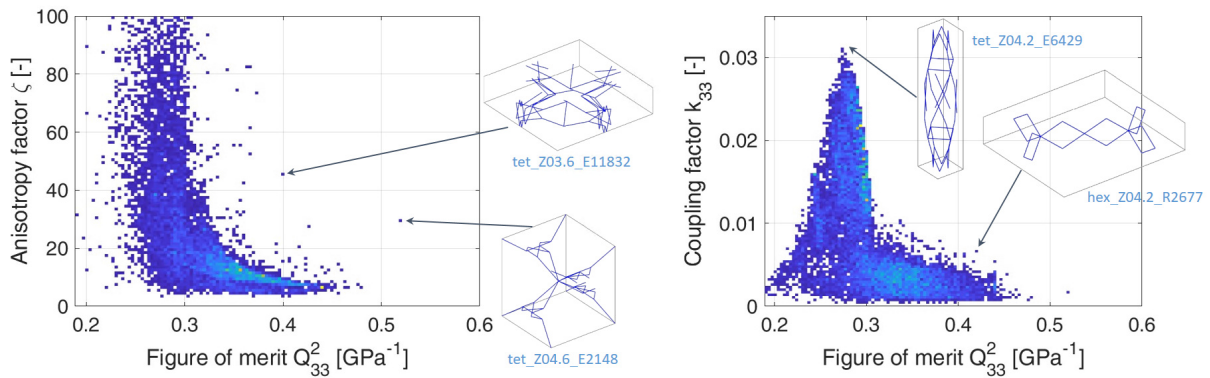 Anisotropy factor ζ [-]
100
80
60
40
20
0
0.2
0.3
0.4
0.5
0.6
Figure of merit Q²₃₃ [GPa⁻¹]
tet_Z03.6_E11832
tet_Z04.6_E2148
Coupling factor k₃₃ [-]
0.03
0.02
0.01
0
0.2
0.3
0.4
0.5
0.6
Figure of merit Q²₃₃ [GPa⁻¹]
tet_Z04.2_E6429
hex_Z04.2_R2677